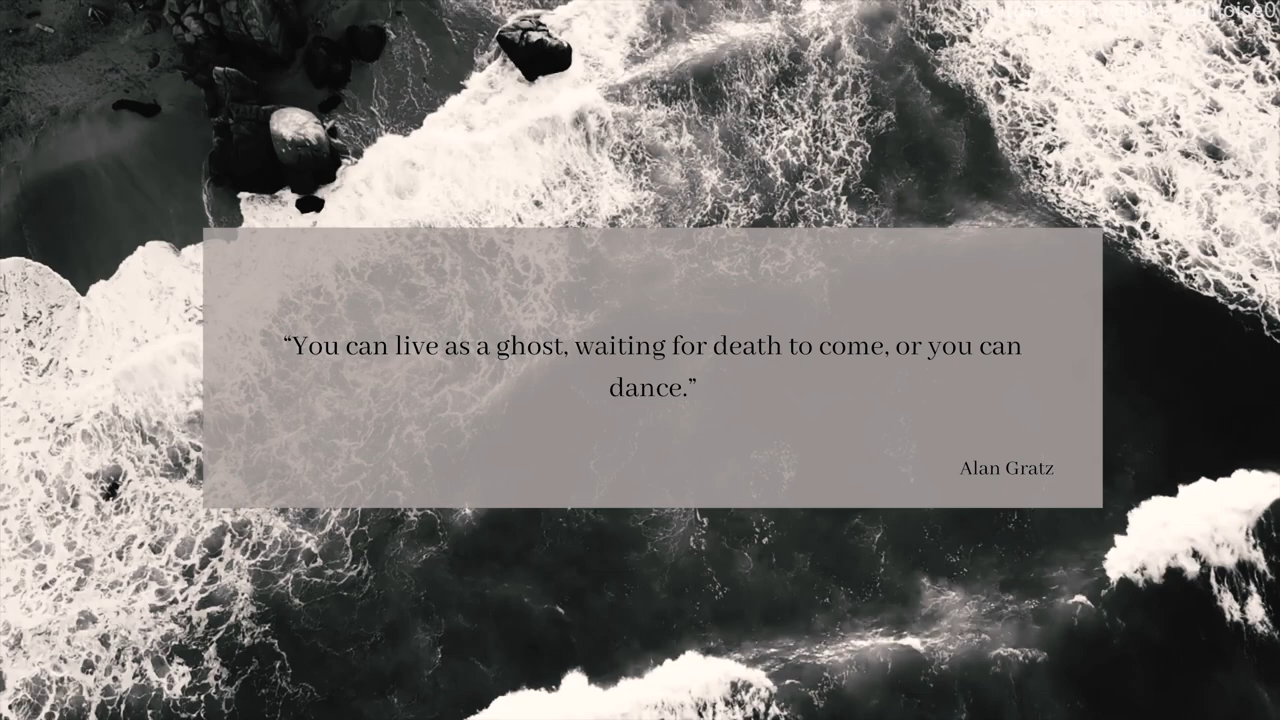 “You can live as a ghost, waiting for death to come, or you can
dance.”
Alan Gratz